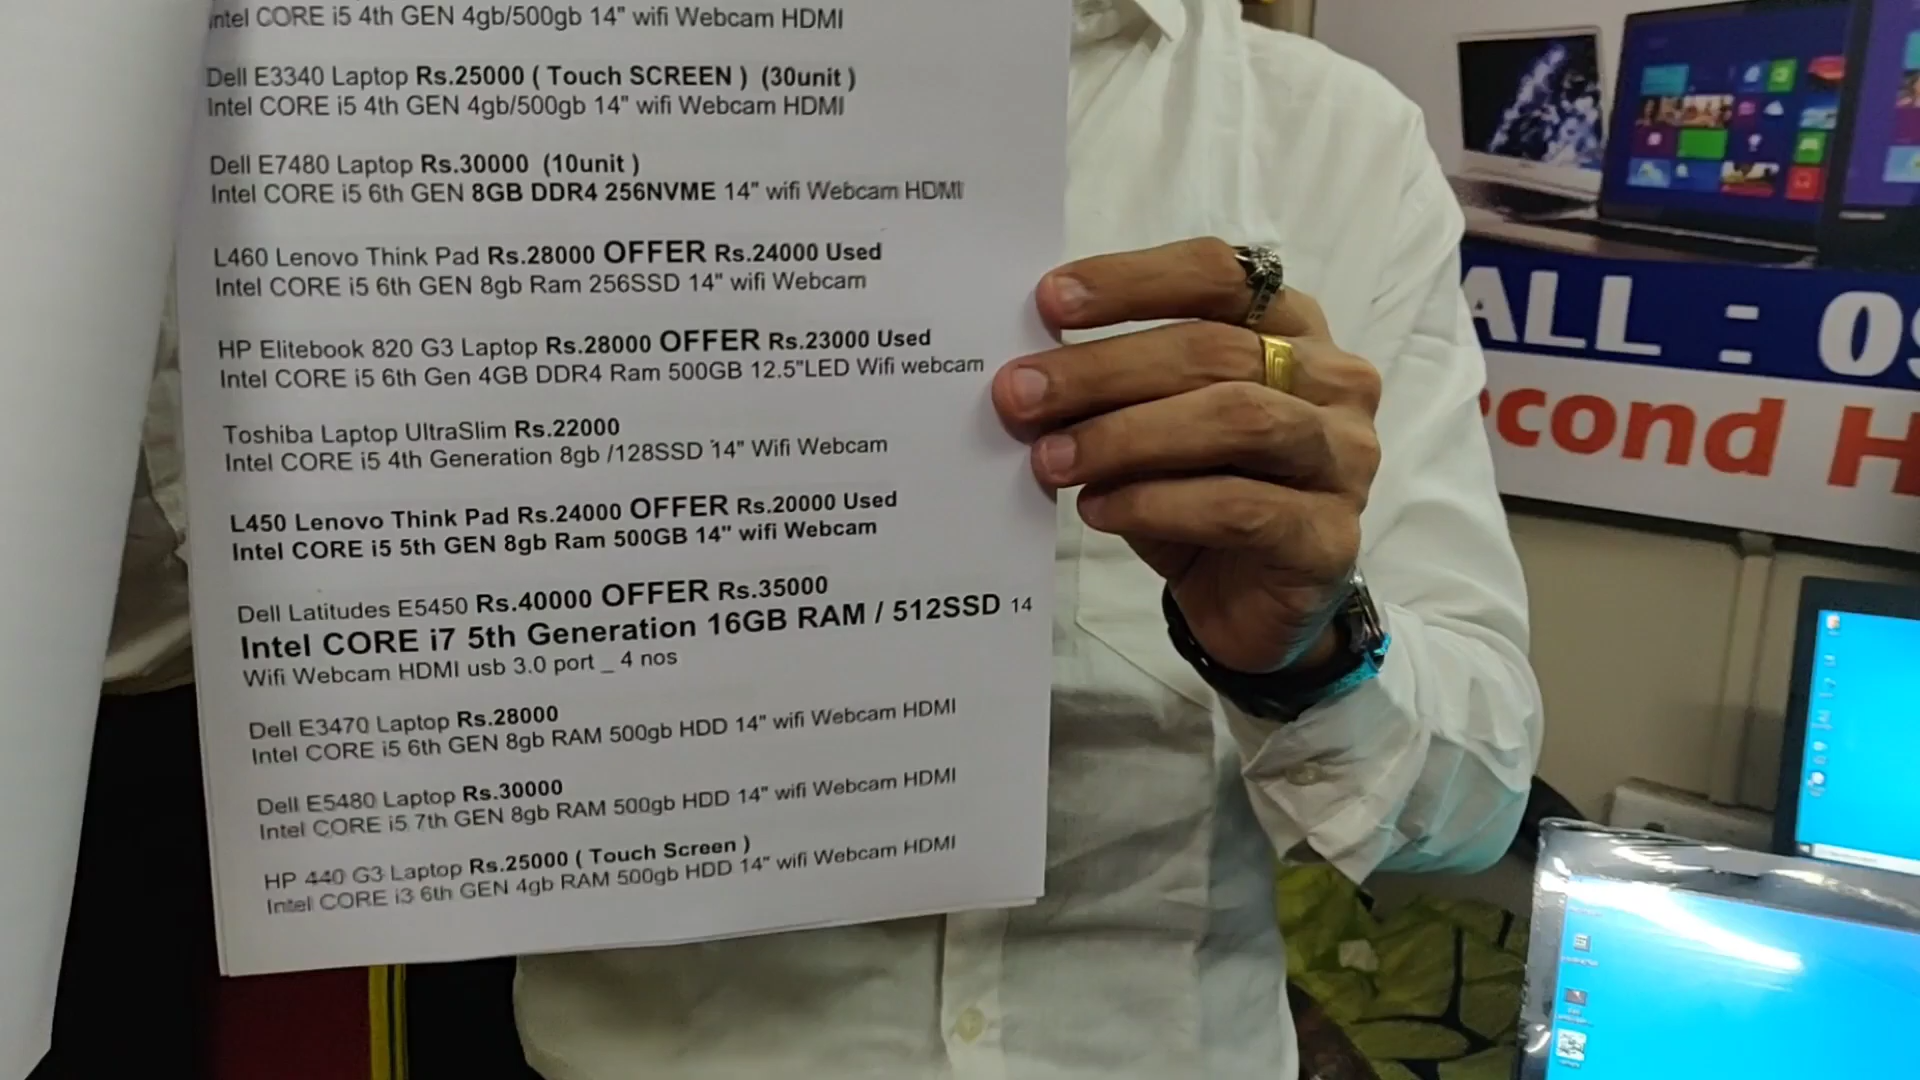 Intel CORE i5 4th GEN 4gb/500gb 14" wifi Webcam HDMI
Dell E3340 Laptop Rs.25000 ( Touch SCREEN ) (30unit )
Intel CORE i5 4th GEN 4gb/500gb 14" wifi Webcam HDMI
Dell E7480 Laptop Rs.30000 (10unit )
Intel CORE i5 6th GEN 8GB DDR4 256NVME 14" wifi Webcam HDMI
L460 Lenovo Think Pad Rs.28000 OFFER Rs.24000 Used
Intel CORE i5 6th GEN 8gb Ram 256SSD 14" wifi Webcam
HP Elitebook 820 G3 Laptop Rs.28000 OFFER Rs.23000 Used
Intel CORE i5 6th Gen 4GB DDR4 Ram 500GB 12.5"LED Wifi webcam
Toshiba Laptop UltraSlim Rs.22000
Intel CORE i5 4th Generation 8gb /128SSD 14" Wifi Webcam
L450 Lenovo Think Pad Rs.24000 OFFER Rs.20000 Used
Intel CORE i5 5th GEN 8gb Ram 500GB 14" wifi Webcam
Dell Latitudes E5450 Rs.40000 OFFER Rs.35000
Intel CORE i7 5th Generation 16GB RAM / 512SSD 14
Wifi Webcam HDMI usb 3.0 port _ 4 nos
Dell E3470 Laptop Rs.28000
Intel CORE i5 6th GEN 8gb RAM 500gb HDD 14" wifi Webcam HDMI
Dell E5480 Laptop Rs.30000
Intel CORE i5 7th GEN 8gb RAM 500gb HDD 14" wifi Webcam HDMI
HP 440 G3 Laptop Rs.25000 ( Touch Screen )
Intel CORE i3 6th GEN 4gb RAM 500gb HDD 14" wifi Webcam HDMI
ALL : 09
econd H